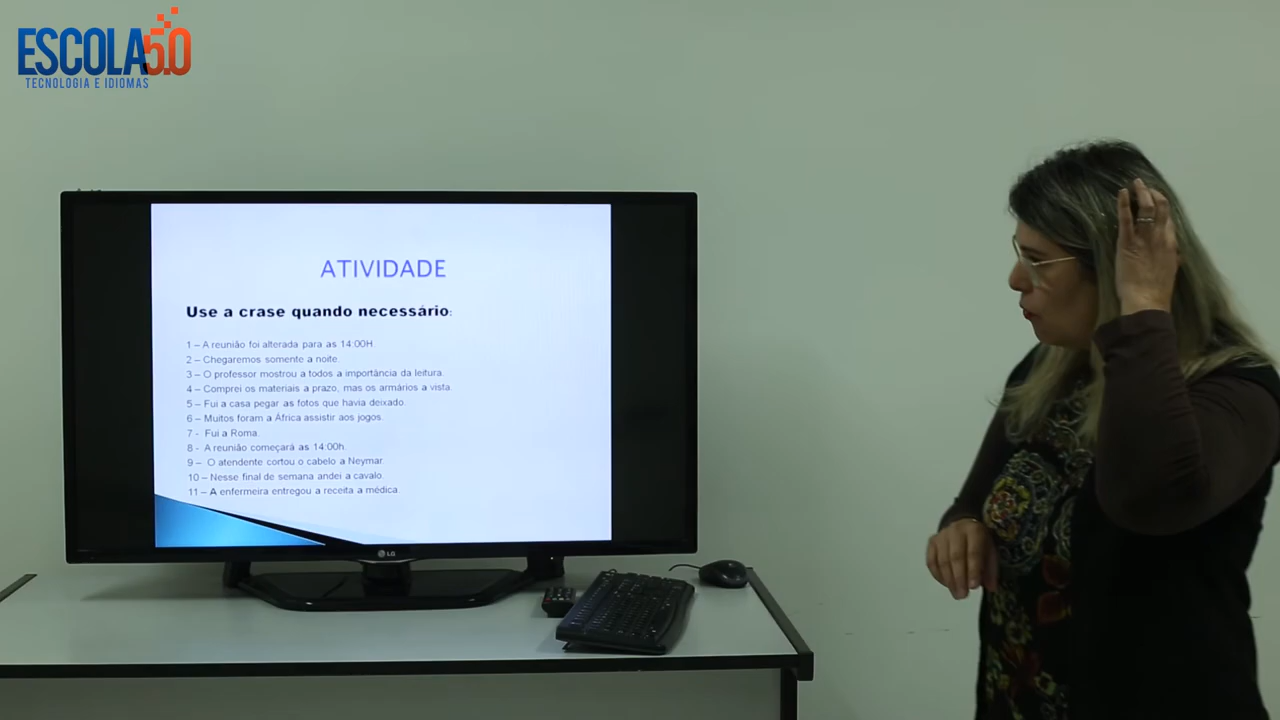 ESCOLA5.0
TECNOLOGIA E IDIOMAS
ATIVIDADE
Use a crase quando necessário:
1 – A reunião foi alterada para as 14:00H
2 – Chegaremos somente a noite.
3 – O professor mostrou a todos a importância da leitura.
4 – Comprei os materiais a prazo, mas os armários a vista.
5 – Fui a casa pegar as fotos que havia deixado.
6 – Muitos foram a África assistir aos jogos.
7 - Fui a Roma.
8 - A reunião começará as 14:00h.
9 – O atendente cortou o cabelo a Neymar.
10 – Nesse final de semana andei a cavalo.
11 – A enfermeira entregou a receita a médica.
LG